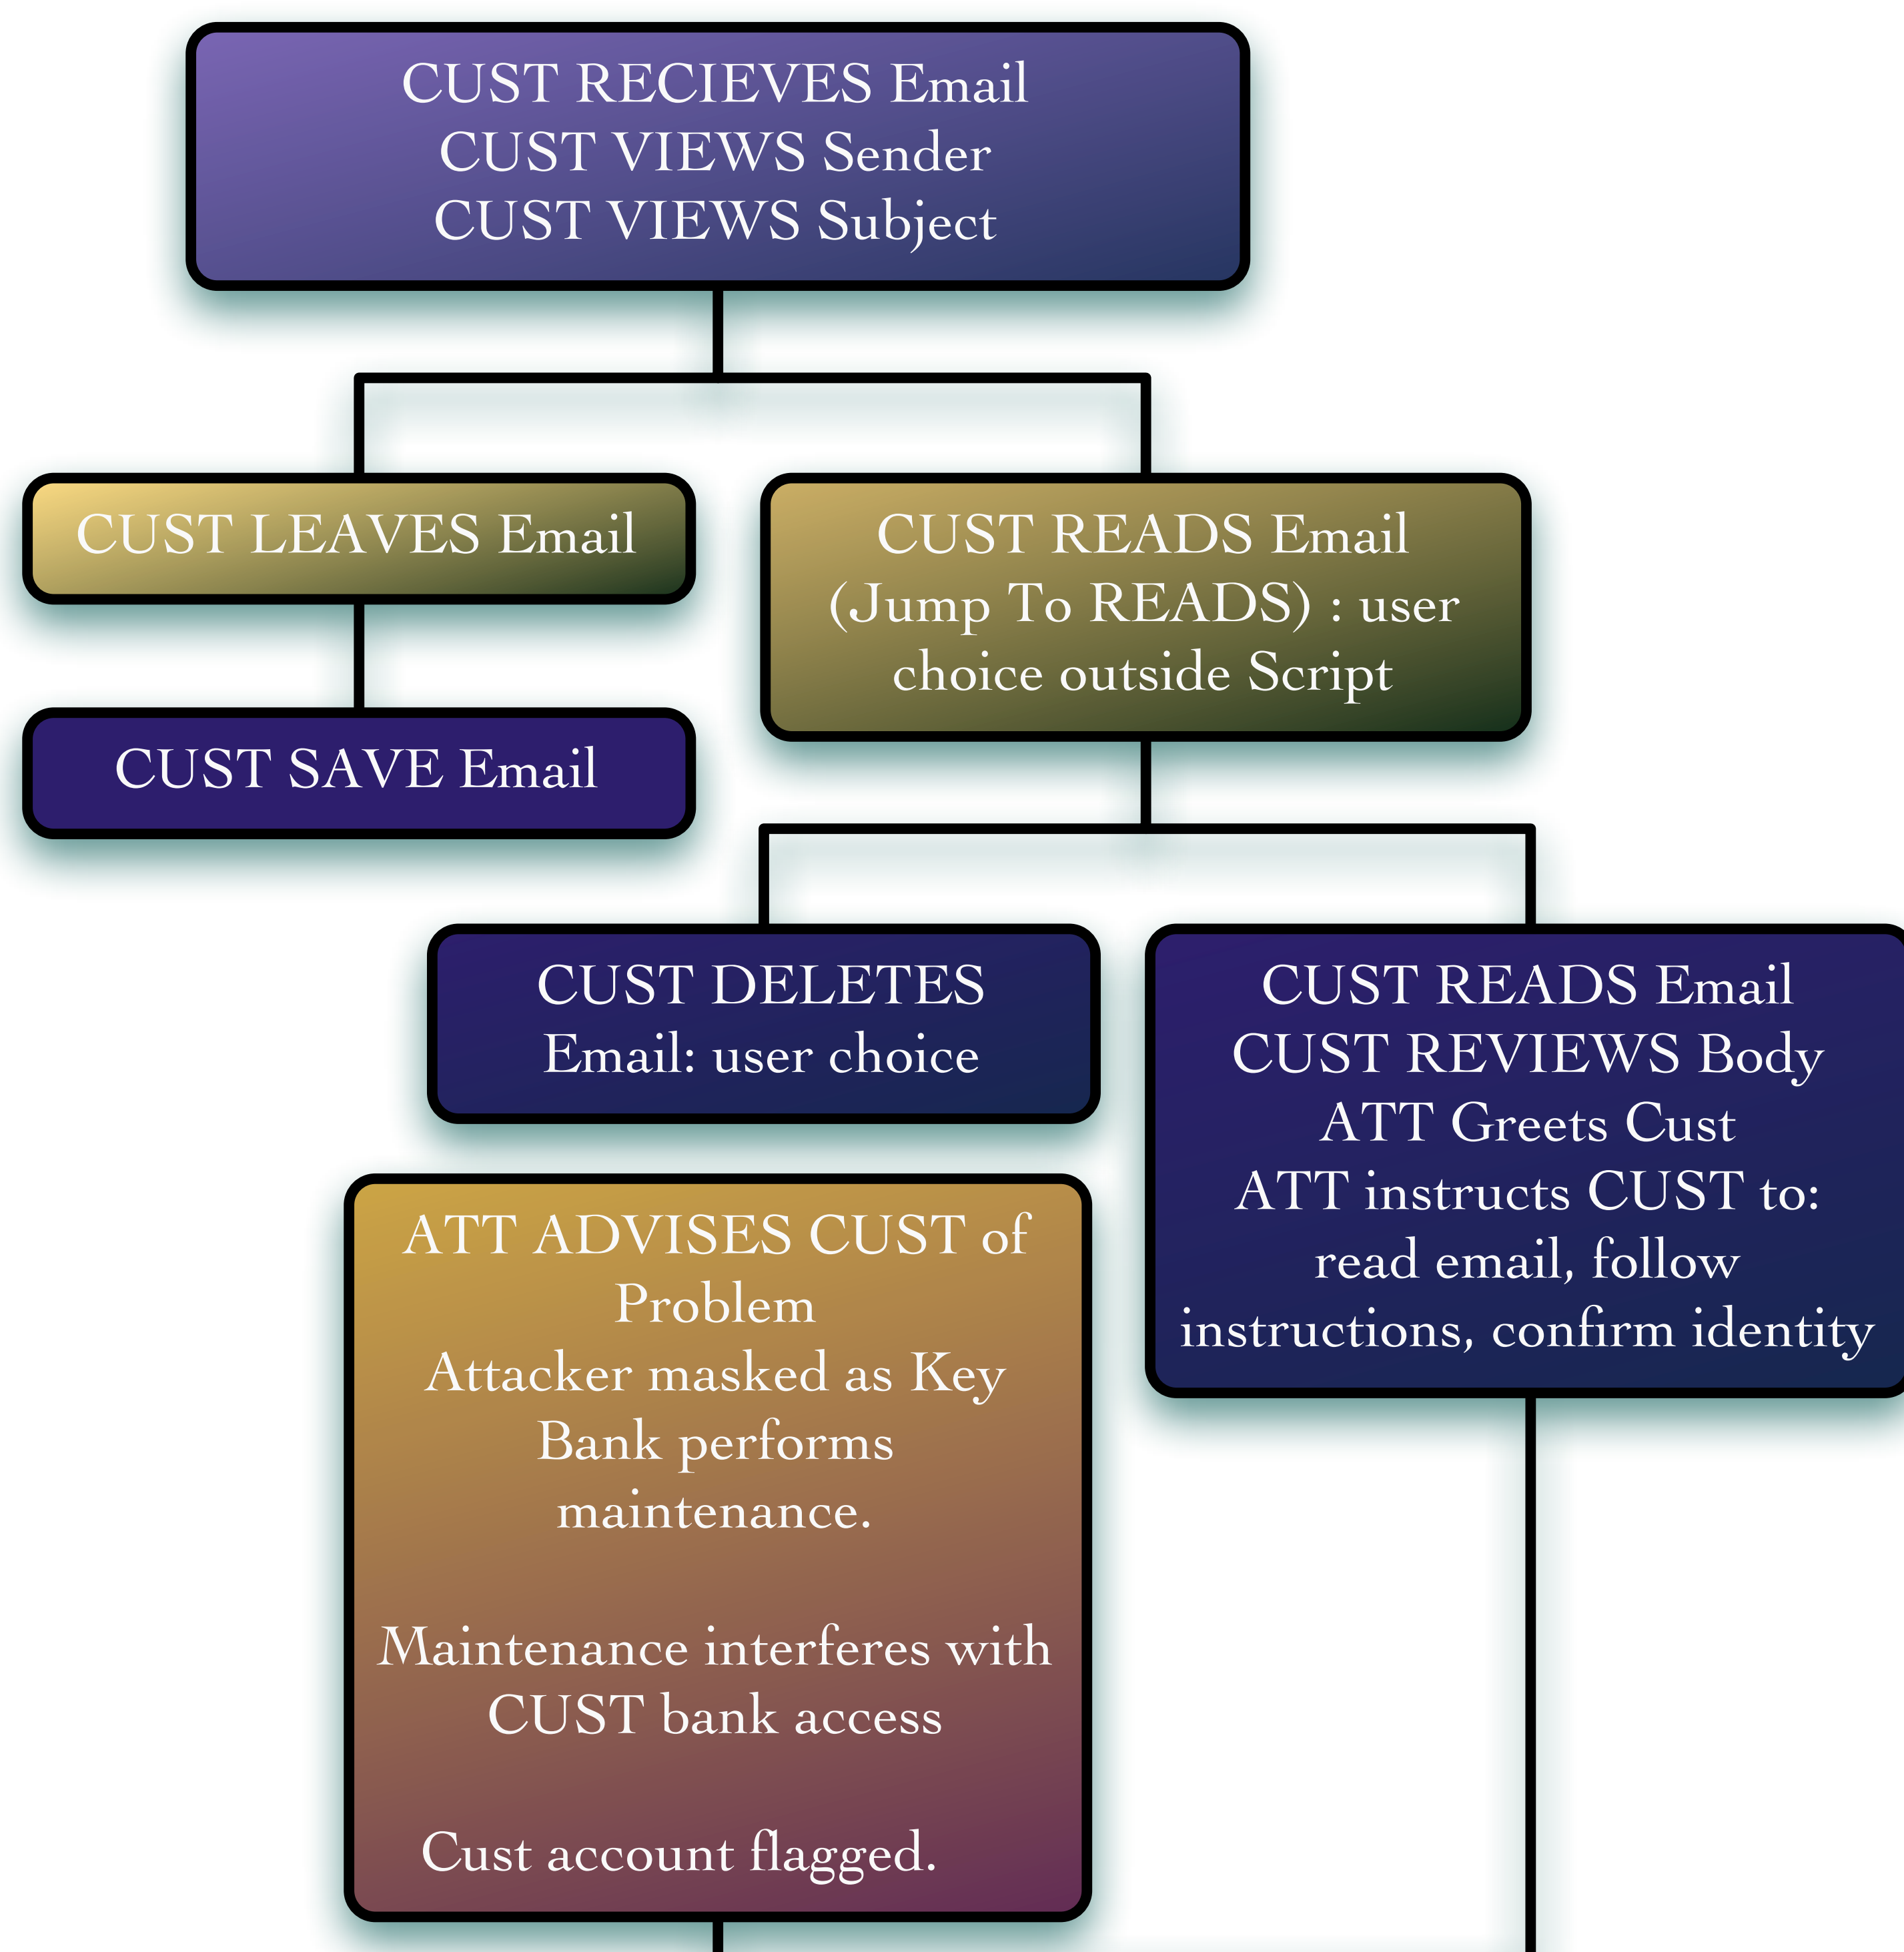 CUST RECIEVES Email
CUST VIEWS Sender
CUST VIEWS Subject
CUST LEAVES Email
CUST READS Email
(Jump To READS) : user
choice outside Script
CUST SAVE Email
CUST DELETES
Email: user choice
CUST READS Email
CUST REVIEWS Body
ATT Greets Cust
ATT instructs CUST to:
read email, follow
instructions, confirm identity
ATT ADVISES CUST of
Problem
Attacker masked as Key
Bank performs
maintenance.
Maintenance interferes with
CUST bank access
Cust account flagged.